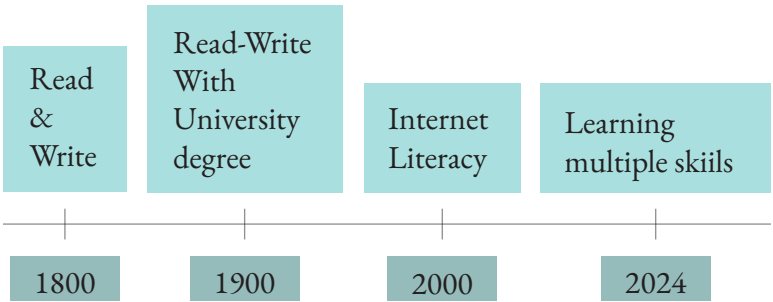 Read
&
Write
Read-Write
With
University
degree
Internet
Literacy
Learning
multiple skiils
1800
1900
2000
2024